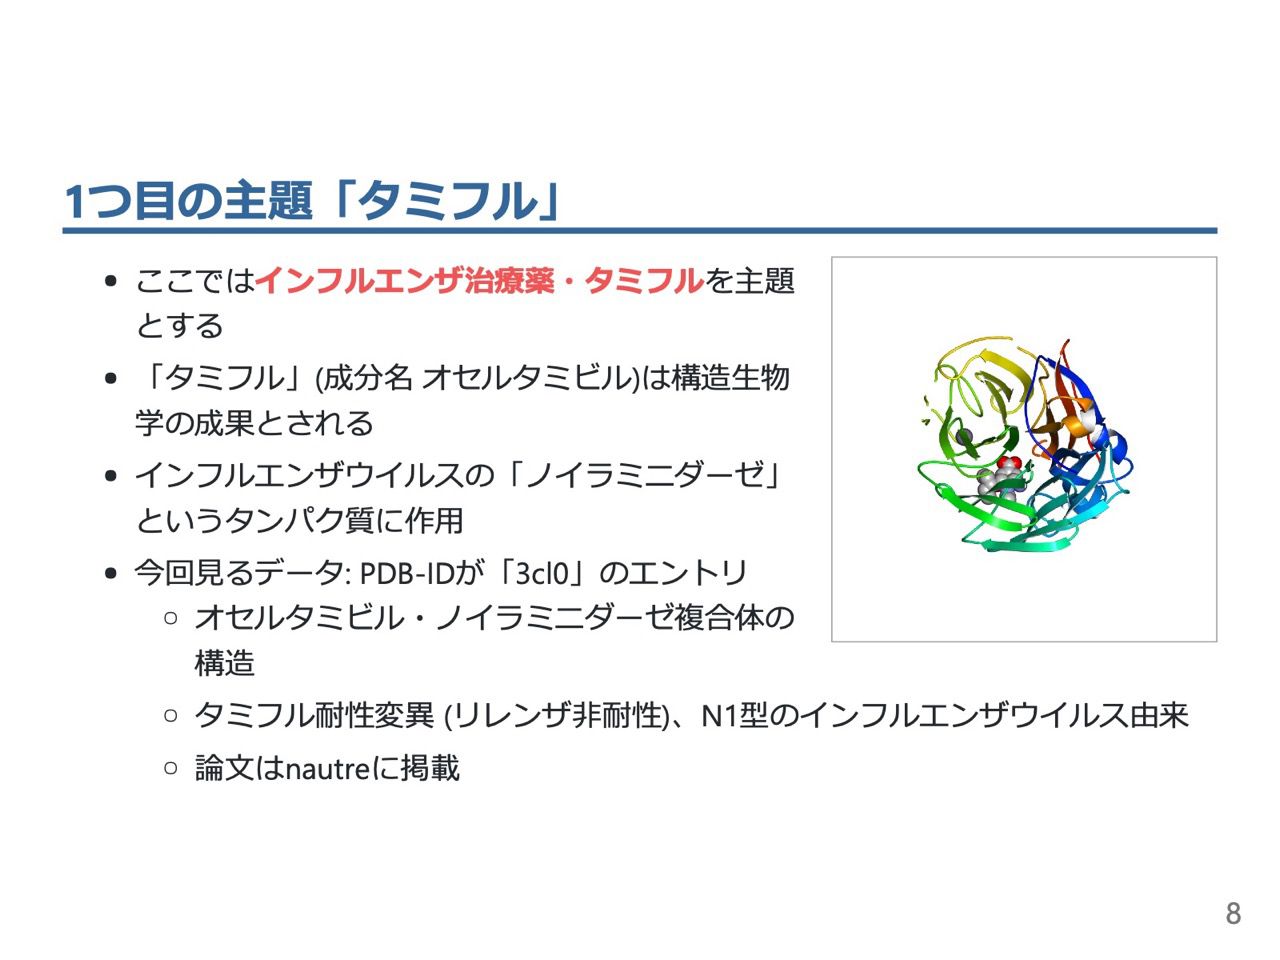 1つ目の主題「タミフル」
ここではインフルエンザ治療薬・タミフルを主題
とする
「タミフル」(成分名 オセルタミビル)は構造生物
学の成果とされる
インフルエンザウイルスの「ノイラミニダーゼ」
というタンパク質に作用
今回見るデータ: PDB-IDが「3cl0」のエントリ
オセルタミビル・ノイラミニダーゼ複合体の
構造
タミフル耐性変異 (リレンザ非耐性)、N1型のインフルエンザウイルス由来
論文はnautreに掲載
8